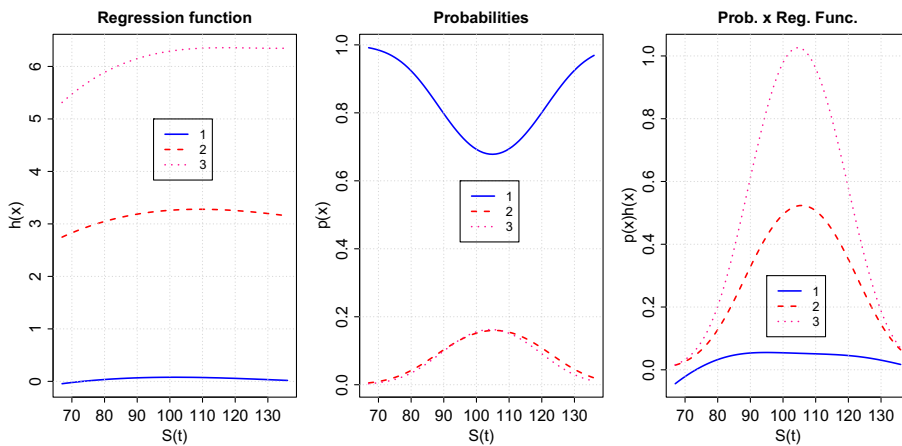 Regression function
h(x)
6
5
4
3
2
1
0
1
2
3
70 80 90 100 110 120 130
S(t)
Probabilities
p(x)
1.0
0.8
0.6
0.4
0.2
0.0
1
2
3
70 80 90 100 110 120 130
S(t)
Prob. x Reg. Func.
p(x)h(x)
1.0
0.8
0.6
0.4
0.2
0.0
1
2
3
70 80 90 100 110 120 130
S(t)